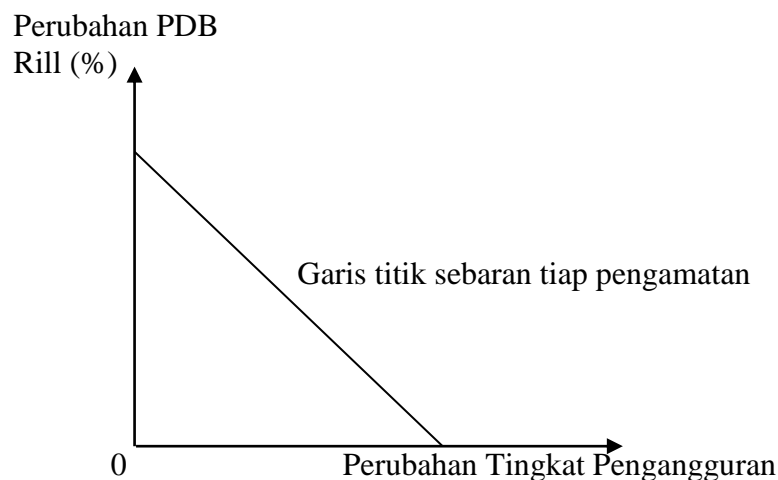 Perubahan PDB
Rill (%)
Garis titik sebaran tiap pengamatan
0
Perubahan Tingkat Pengangguran